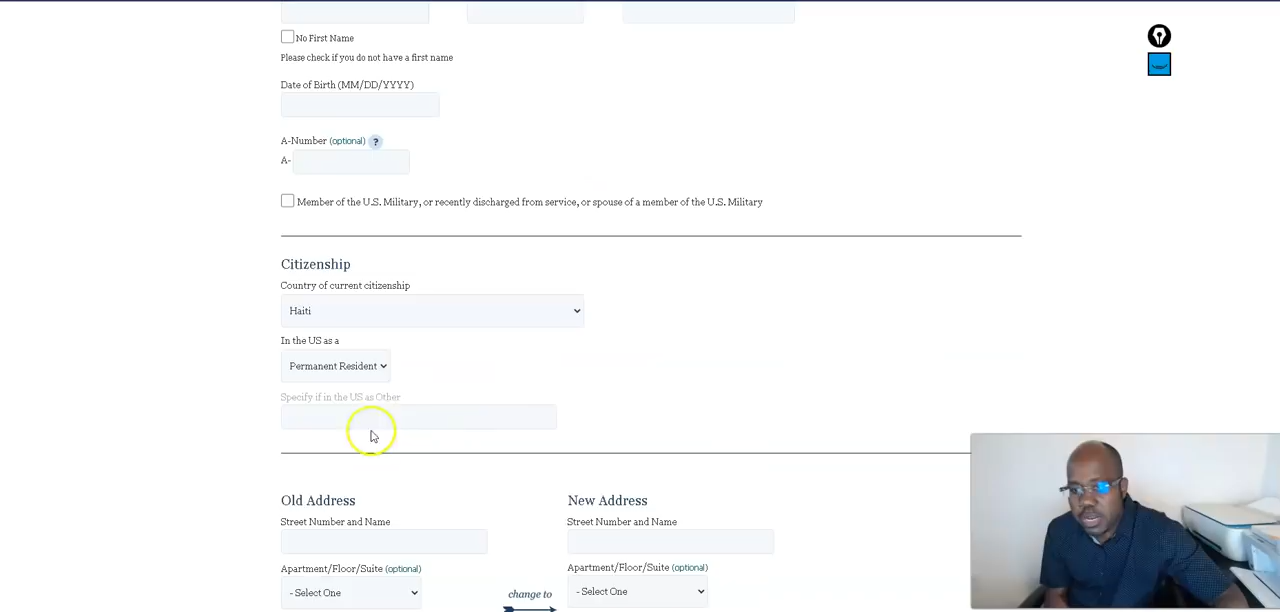 No First Name
Please check if you do not have a first name
Date of Birth (MM/DD/YYYY)
A-Number (optional) ?
A-
Member of the U.S. Military, or recently discharged from service, or spouse of a member of the U.S. Military
Citizenship
Country of current citizenship
Haiti
In the US as a
Permanent Resident
Specify if in the US as Other
Old Address
New Address
Street Number and Name
Street Number and Name
Apartment/Floor/Suite (optional)
Apartment/Floor/Suite (optional)
- Select One
change to
- Select One